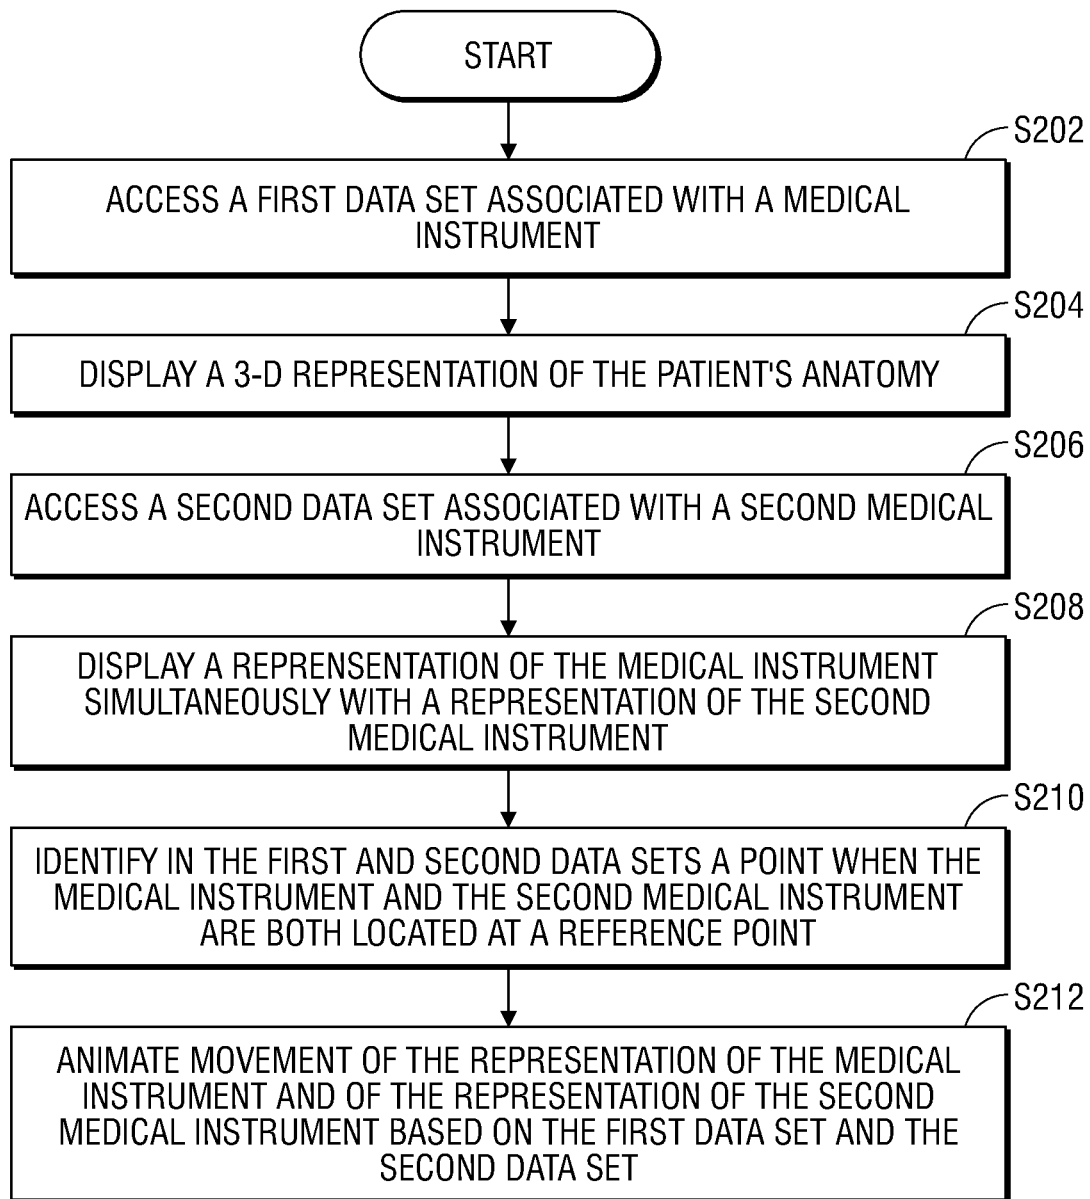 START
S202
ACCESS A FIRST DATA SET ASSOCIATED WITH A MEDICAL
INSTRUMENT
S204
DISPLAY A 3-D REPRESENTATION OF THE PATIENT'S ANATOMY
S206
ACCESS A SECOND DATA SET ASSOCIATED WITH A SECOND MEDICAL
INSTRUMENT
S208
DISPLAY A REPRENSENTATION OF THE MEDICAL INSTRUMENT
SIMULTANEOUSLY WITH A REPRESENTATION OF THE SECOND
MEDICAL INSTRUMENT
S210
IDENTIFY IN THE FIRST AND SECOND DATA SETS A POINT WHEN THE
MEDICAL INSTRUMENT AND THE SECOND MEDICAL INSTRUMENT
ARE BOTH LOCATED AT A REFERENCE POINT
S212
ANIMATE MOVEMENT OF THE REPRESENTATION OF THE MEDICAL
INSTRUMENT AND OF THE REPRESENTATION OF THE SECOND
MEDICAL INSTRUMENT BASED ON THE FIRST DATA SET AND THE
SECOND DATA SET